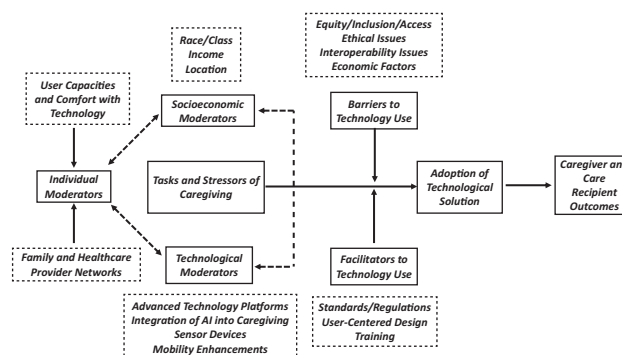 Equity/Inclusion/Access
Ethical Issues
Interoperability Issues
Economic Factors
Race/Class
Income
Location
User Capacities
and Comfort with
Technology
Socioeconomic
Moderators
Barriers to
Technology Use
Individual
Moderators
Tasks and Stressors of
Caregiving
Adoption of
Technological
Solution
Caregiver and
Care
Recipient
Outcomes
Family and Healthcare
Provider Networks
Technological
Moderators
Facilitators to
Technology Use
Advanced Technology Platforms
Integration of AI into Caregiving
Sensor Devices
Mobility Enhancements
Standards/Regulations
User-Centered Design
Training